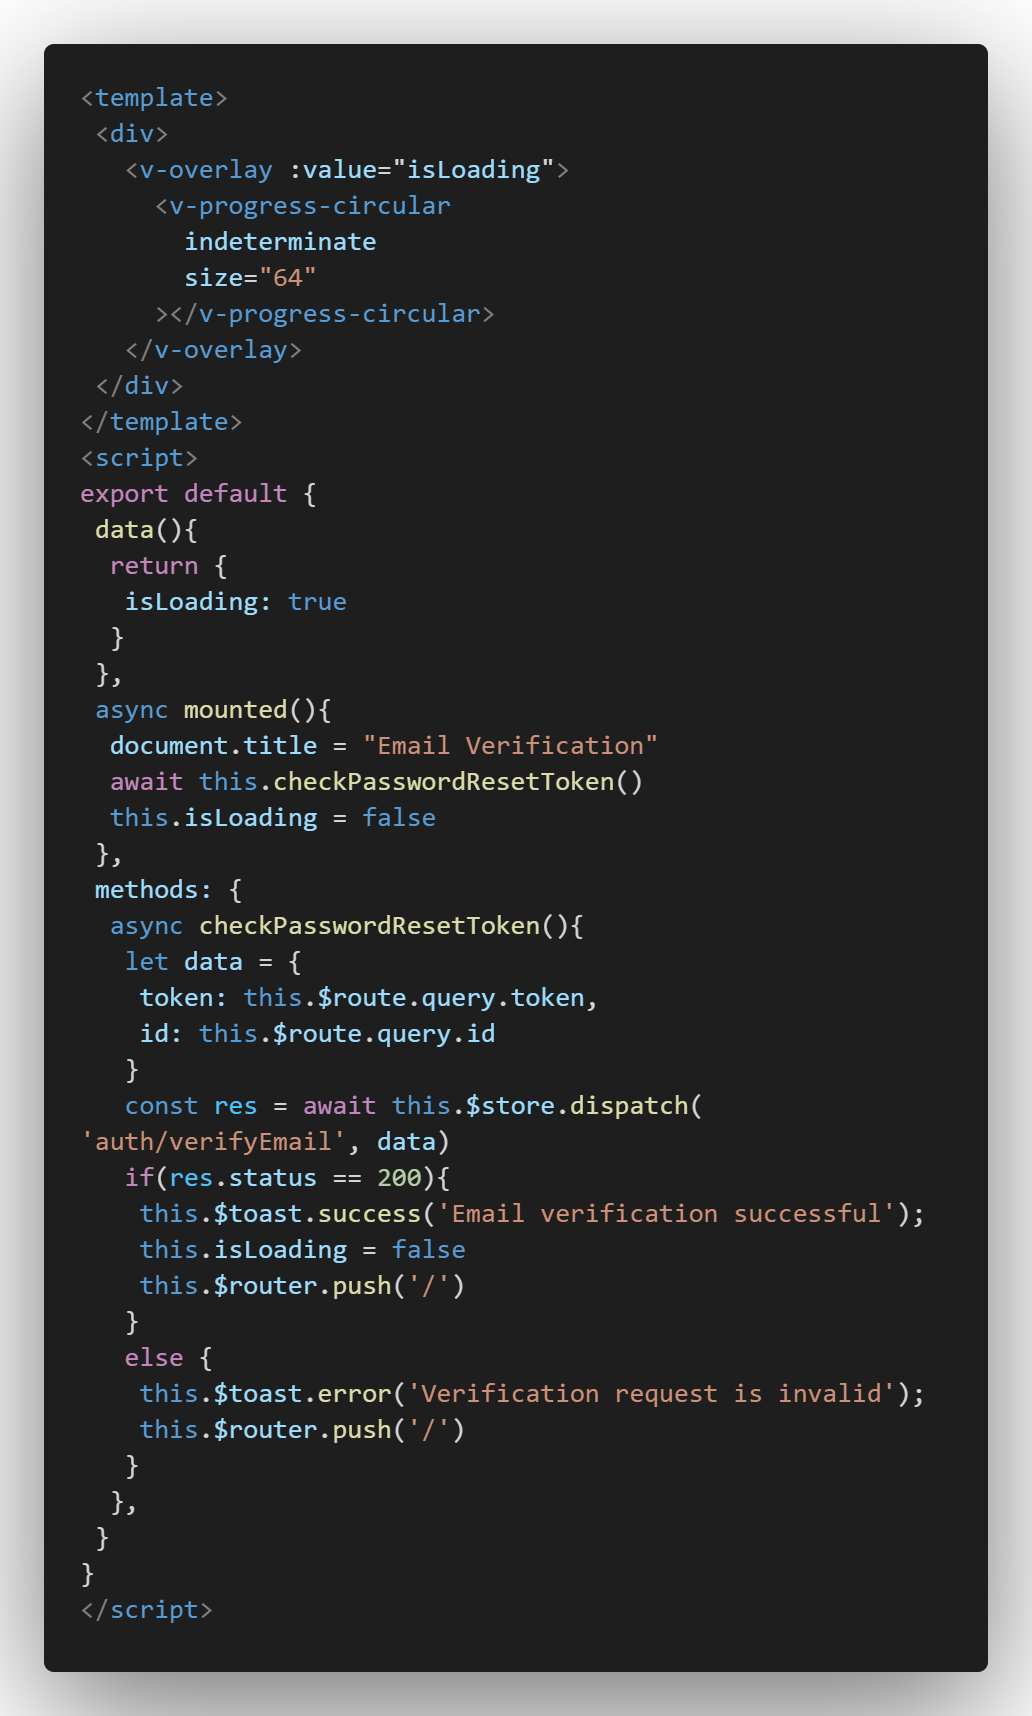 <template>
 <div>
   <v-overlay :value="isLoading">
     <v-progress-circular
       indeterminate
       size="64"
     ></v-progress-circular>
   </v-overlay>
 </div>
</template>
<script>
export default {
 data(){
  return {
   isLoading: true
  }
 },
 async mounted(){
  document.title = "Email Verification"
  await this.checkPasswordResetToken()
  this.isLoading = false
 },
 methods: {
  async checkPasswordResetToken(){
   let data = {
    token: this.$route.query.token,
    id: this.$route.query.id
   }
   const res = await this.$store.dispatch(
'auth/verifyEmail', data)
   if(res.status == 200){
    this.$toast.success('Email verification successful');
    this.isLoading = false
    this.$router.push('/')
   }
   else {
    this.$toast.error('Verification request is invalid');
    this.$router.push('/')
   }
  },
 }
}
</script>